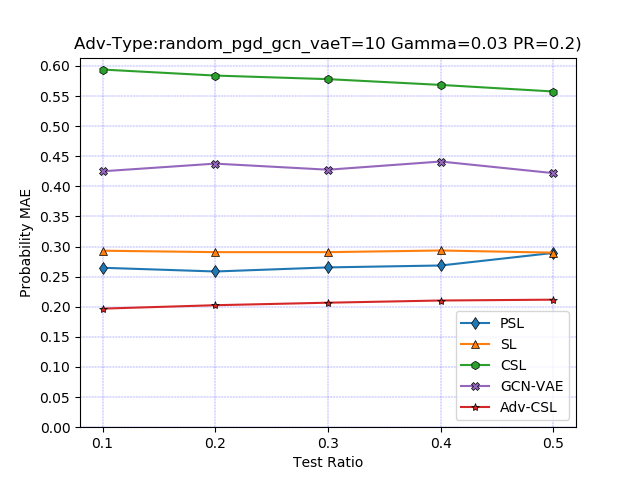 Adv-Type:random_pgd_gcn_vaeT=10 Gamma=0.03 PR=0.2)
0.60
0.55
0.50
0.45
0.40
0.35
0.30
0.25
0.20
0.15
0.10
0.05
0.00
Probability MAE
0.1 0.2 0.3 0.4 0.5
Test Ratio
PSL
SL
CSL
GCN-VAE
Adv-CSL